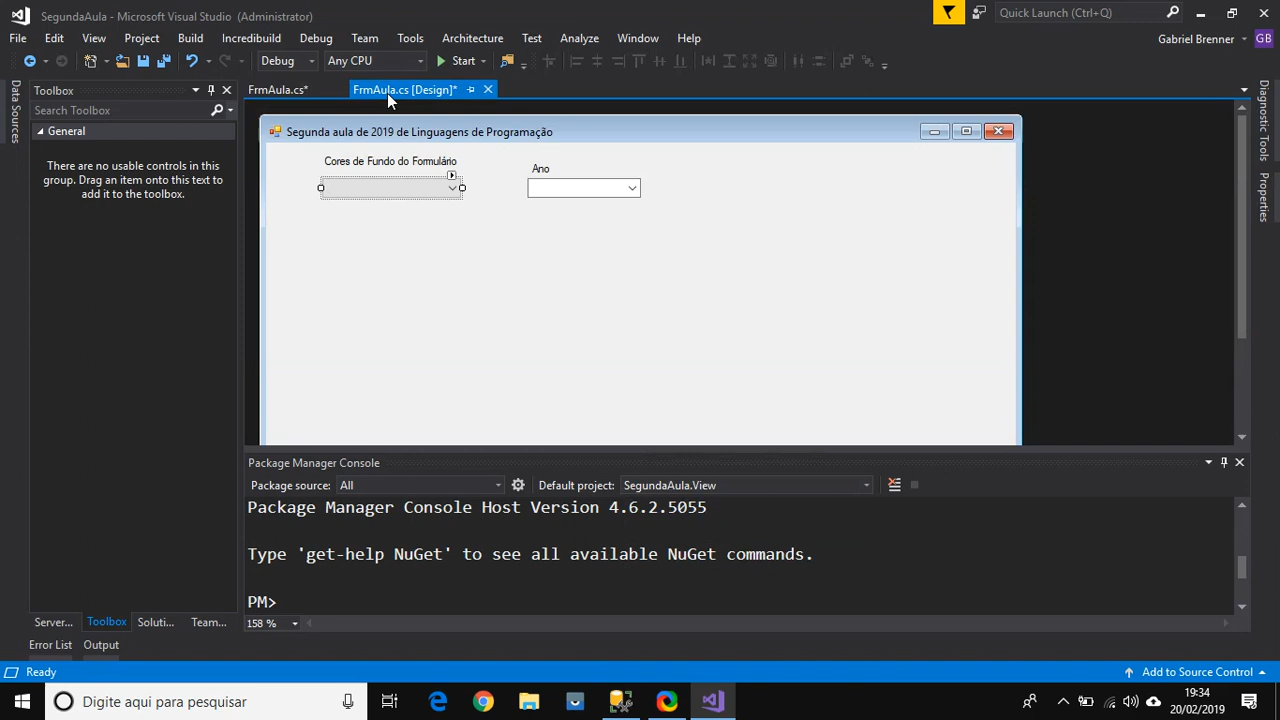 SegundaAula - Microsoft Visual Studio (Administrator)
Quick Launch (Ctrl+Q)
File Edit View Project Build Incredibuild Debug Team Tools Architecture Test Analyze Window Help
Gabriel Brenner GB
Debug Any CPU Start
Toolbox
FrmAula.cs* FrmAula.cs [Design]*
Data Sources
Search Toolbox
General
There are no usable controls in this
group. Drag an item onto this text to
add it to the toolbox.
Segunda aula de 2019 de Linguagens de Programação
Cores de Fundo do Formulário
Ano
Diagnostic Tools
Properties
Package Manager Console
Package source: All Default project: SegundaAula.View
Package Manager Console Host Version 4.6.2.5055
Type 'get-help NuGet' to see all available NuGet commands.
PM>
158 %
Server... Toolbox Soluti... Team...
Error List Output
Ready
Add to Source Control
Digite aqui para pesquisar
19:34
20/02/2019